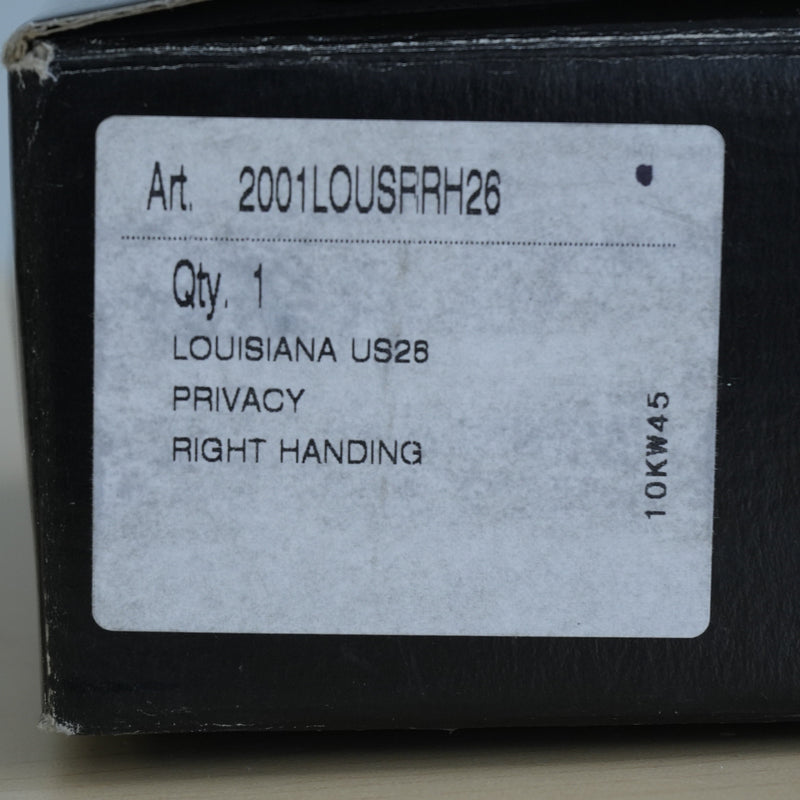 Art. 2001LOUSRRH26
Qty. 1
LOUISIANA US26
PRIVACY
RIGHT HANDING
10KW45